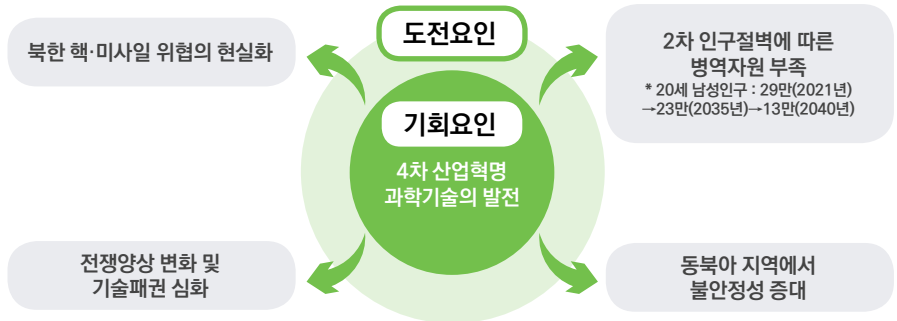 도전요인
북한 핵·미사일 위협의 현실화
2차 인구절벽에 따른
병역자원 부족
* 20세 남성인구 : 29만(2021년)
→23만(2035년)→13만(2040년)
기회요인
4차 산업혁명
과학기술의 발전
전쟁양상 변화 및
기술패권 심화
동북아 지역에서
불안정성 증대